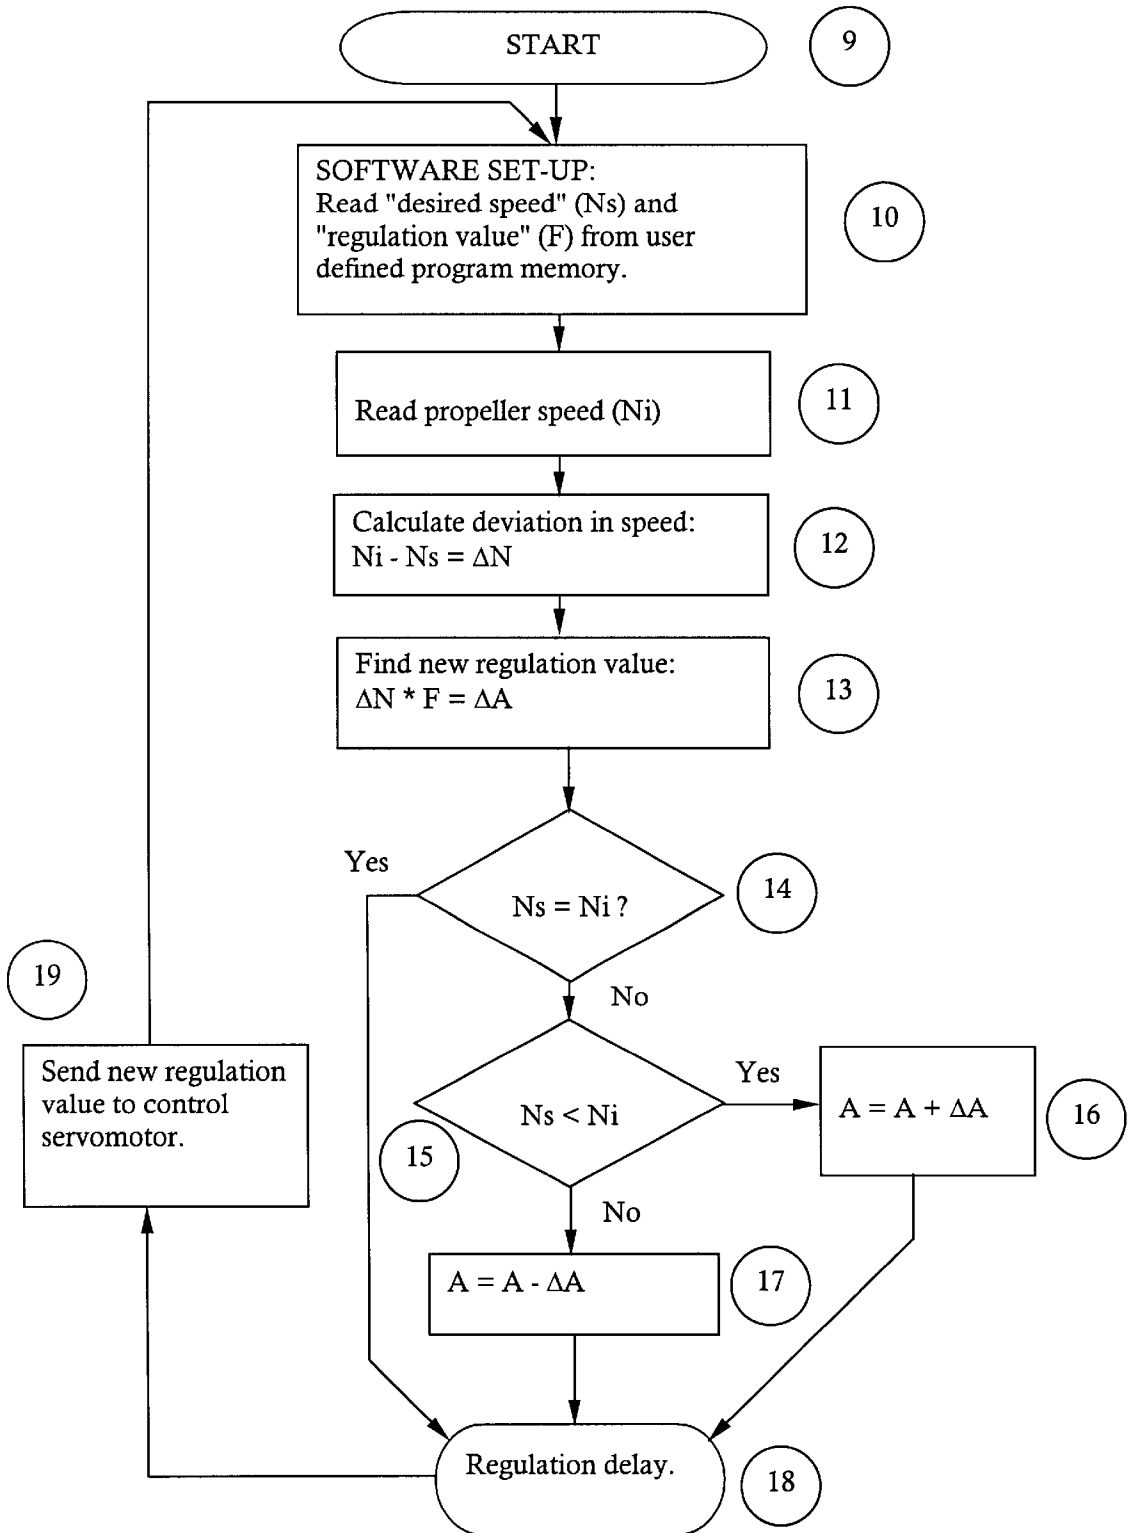 START
9
SOFTWARE SET-UP:
Read "desired speed" (Ns) and
"regulation value" (F) from user
defined program memory.
10
Read propeller speed (Ni)
11
Calculate deviation in speed:
Ni - Ns = ΔN
12
Find new regulation value:
ΔN * F = ΔA
13
Yes
Ns = Ni ?
14
No
19
Send new regulation
value to control
servomotor.
Ns < Ni
15
Yes
A = A + ΔA
16
No
A = A - ΔA
17
Regulation delay.
18